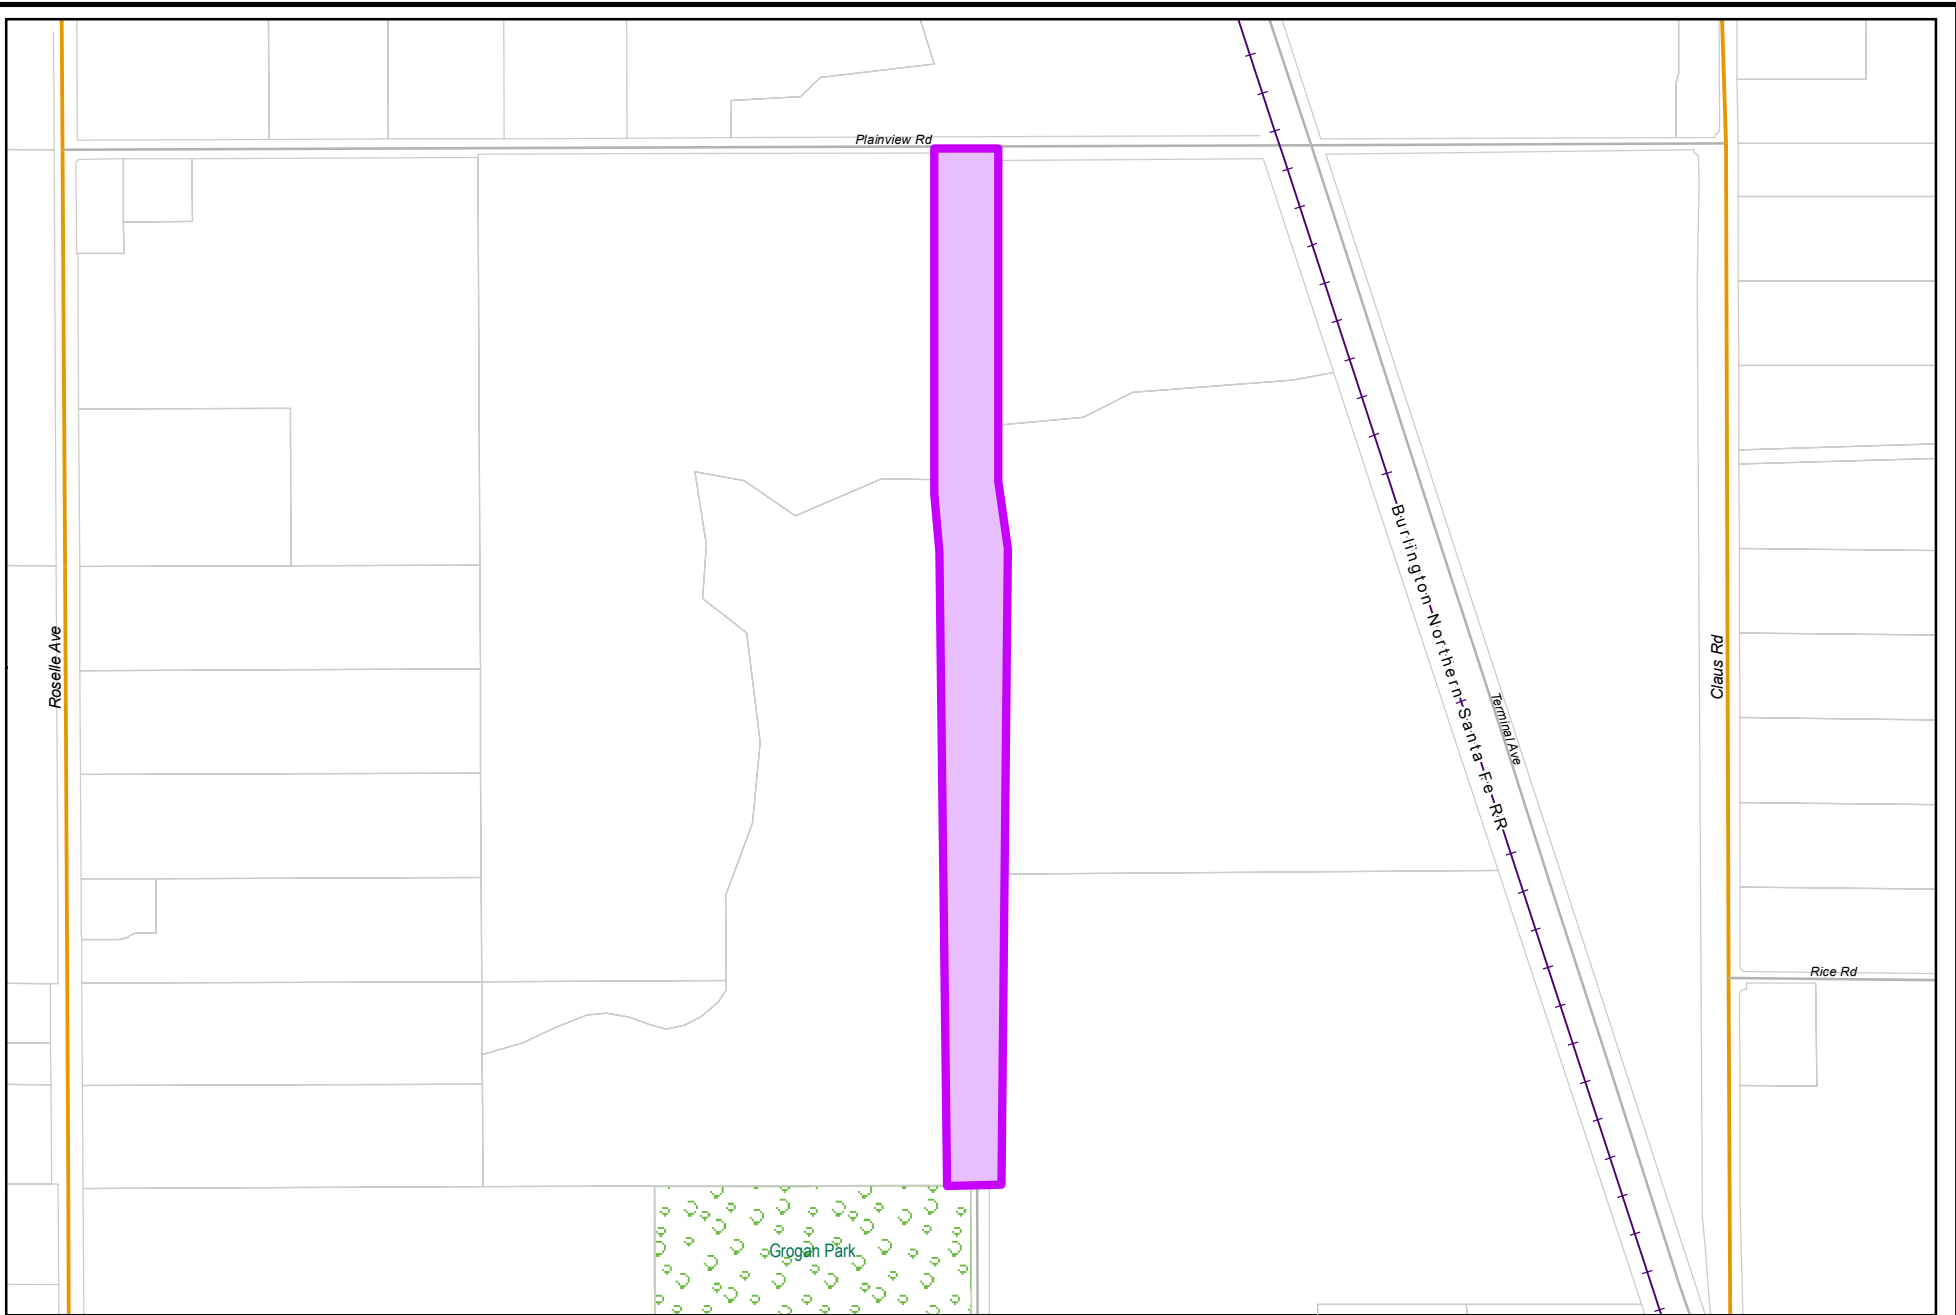 Plainview Rd
Roselle Ave
Burlington Northern Santa Fe RR
Terminal Ave
Claus Rd
Rice Rd
Grogan Park